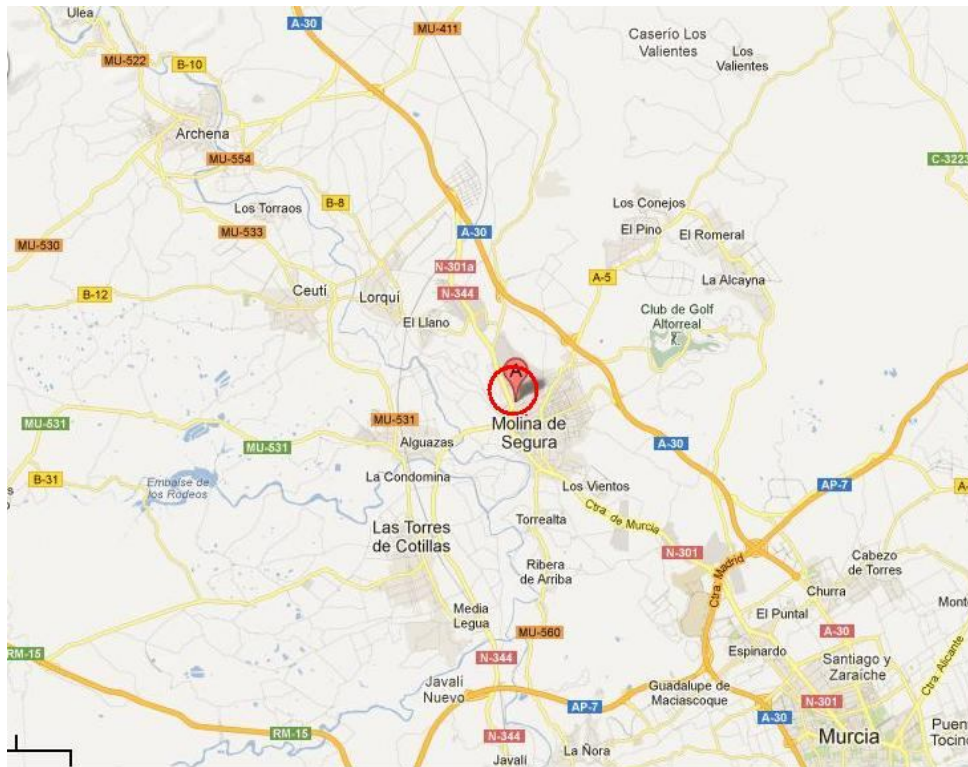 Ulea
A-30
MU-411
Caserío Los
Valientes
Los
Valientes
MU-522
B-10
Archena
MU-554
C-3223
Los Torraos
B-8
Los Conejos
MU-530
MU-533
A-30
El Pino
El Romeral
N-301a
A-5
La Alcayna
B-12
Ceutí
Lorquí
N-344
El Llano
Club de Golf
Altorreal
A
MU-531
MU-531
Molina de
Segura
MU-531
Alguazas
A-30
B-31
Embalse de
los Rodeos
La Condomina
Los Vientos
AP-7
A-
Ctra. de Murcia
Las Torres
de Cotillas
Torrealta
N-301
Ctra. Madrid
Cabezo
de Torres
Ribera
de Arriba
Churra
Media
Legua
El Puntal
Mont
MU-560
A-30
RM-15
N-344
Espinardo
Santiago y
Zaraiche
Ctra. Alicante
Javalí
Nuevo
Guadalupe de
Maciascoque
AP-7
N-301
A-30
RM-15
N-344
Murcia
Puen
Tocino
La Ñora
Javalí